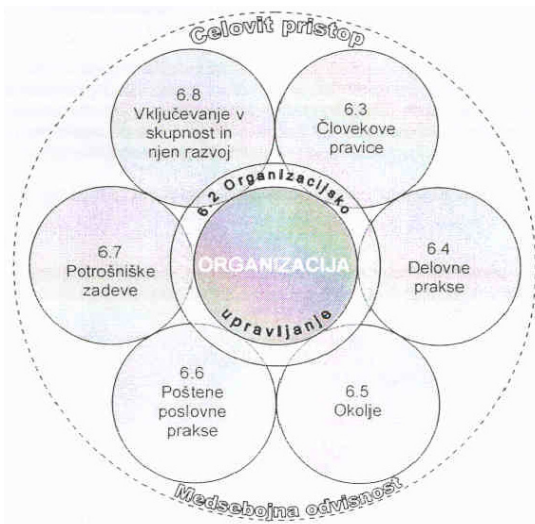 Celovit pristop
6.8
Vključevanje v
skupnost in
njen razvoj
6.3
Človekove
pravice
6.2 Organizacijsko
ORGANIZACIJA
upravljanje
6.7
Potrošniške
zadeve
6.4
Delovne
prakse
6.6
Poštene
poslovne
prakse
6.5
Okolje
Medsebojna odvisnost